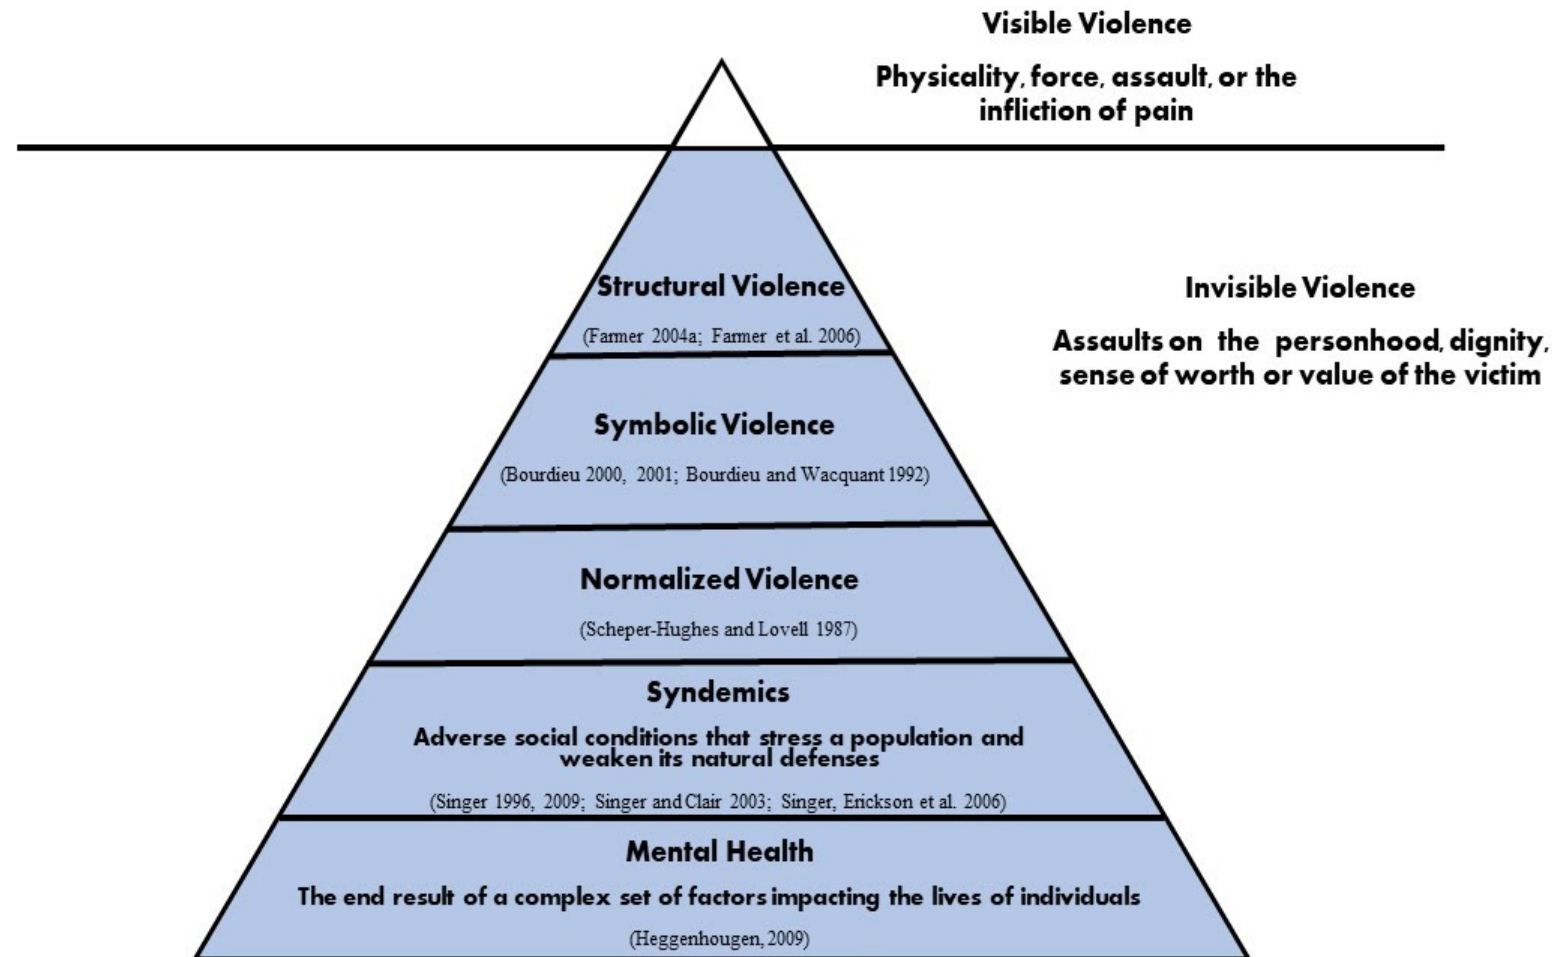 Visible Violence
Physicality, force, assault, or the
infliction of pain
Structural Violence
(Farmer 2004a; Farmer et al. 2006)
Invisible Violence
Assaults on the personhood, dignity,
sense of worth or value of the victim
Symbolic Violence
(Bourdieu 2000, 2001; Bourdieu and Wacquant 1992)
Normalized Violence
(Scheper-Hughes and Lovell 1987)
Syndemics
Adverse social conditions that stress a population and
weaken its natural defenses
(Singer 1996, 2009; Singer and Clair 2003; Singer, Erickson et al. 2006)
Mental Health
The end result of a complex set of factors impacting the lives of individuals
(Heggenhougen, 2009)